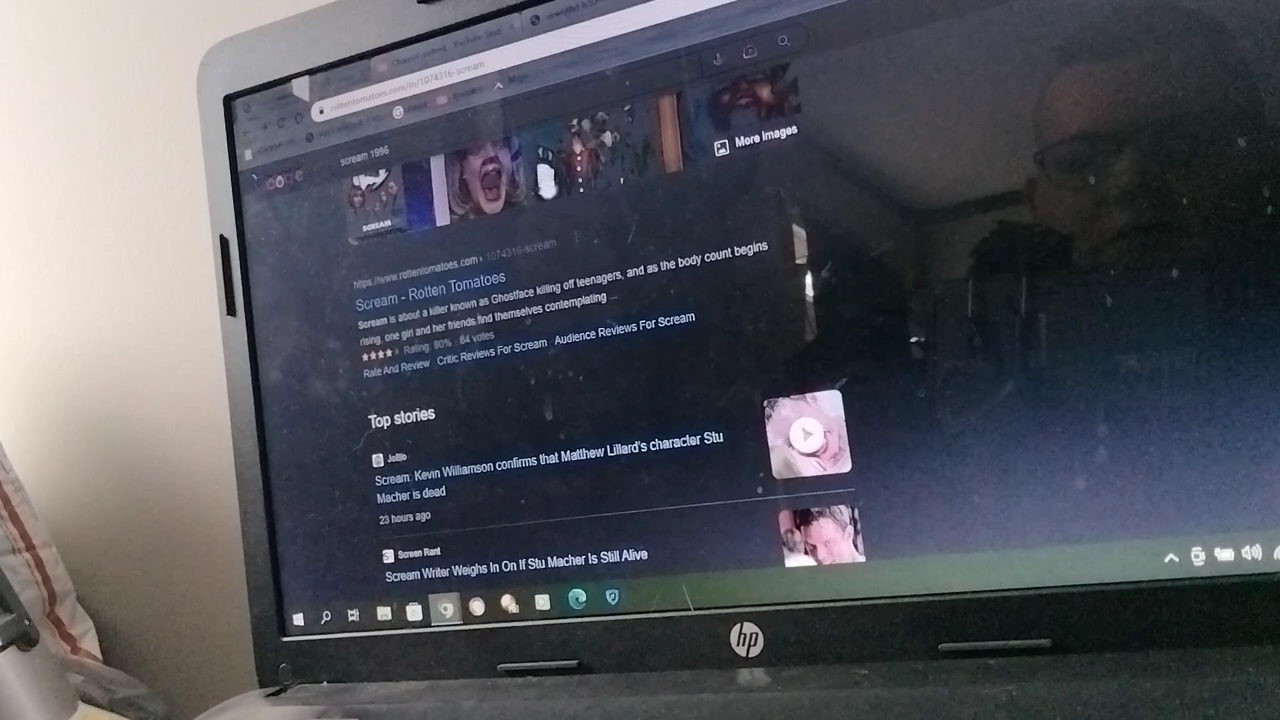 rottentomatoes.com/m/1074316-scream
scream 1996
SCREAM
More images
https://www.rottentomatoes.com › 1074316-scream
Scream - Rotten Tomatoes
Scream is about a killer known as Ghostface killing off teenagers, and as the body count begins
rising, one girl and her friends find themselves contemplating ...
Rating: 80% 84 votes
Rate And Review Critic Reviews For Scream Audience Reviews For Scream
Top stories
JoBlo
Scream: Kevin Williamson confirms that Matthew Lillard's character Stu
Macher is dead
23 hours ago
Screen Rant
Scream Writer Weighs In On If Stu Macher Is Still Alive
hp